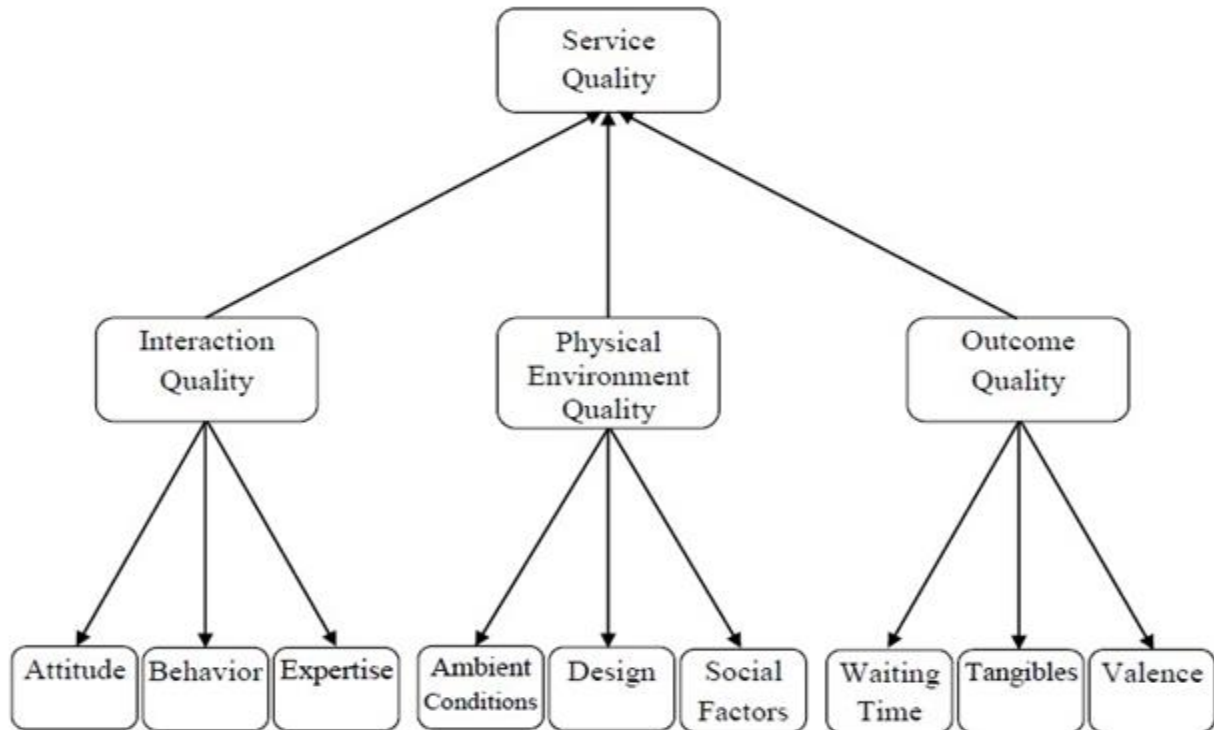 Service
Quality
Interaction
Quality
Physical
Environment
Quality
Outcome
Quality
Attitude
Behavior
Expertise
Ambient
Conditions
Design
Social
Factors
Waiting
Time
Tangibles
Valence